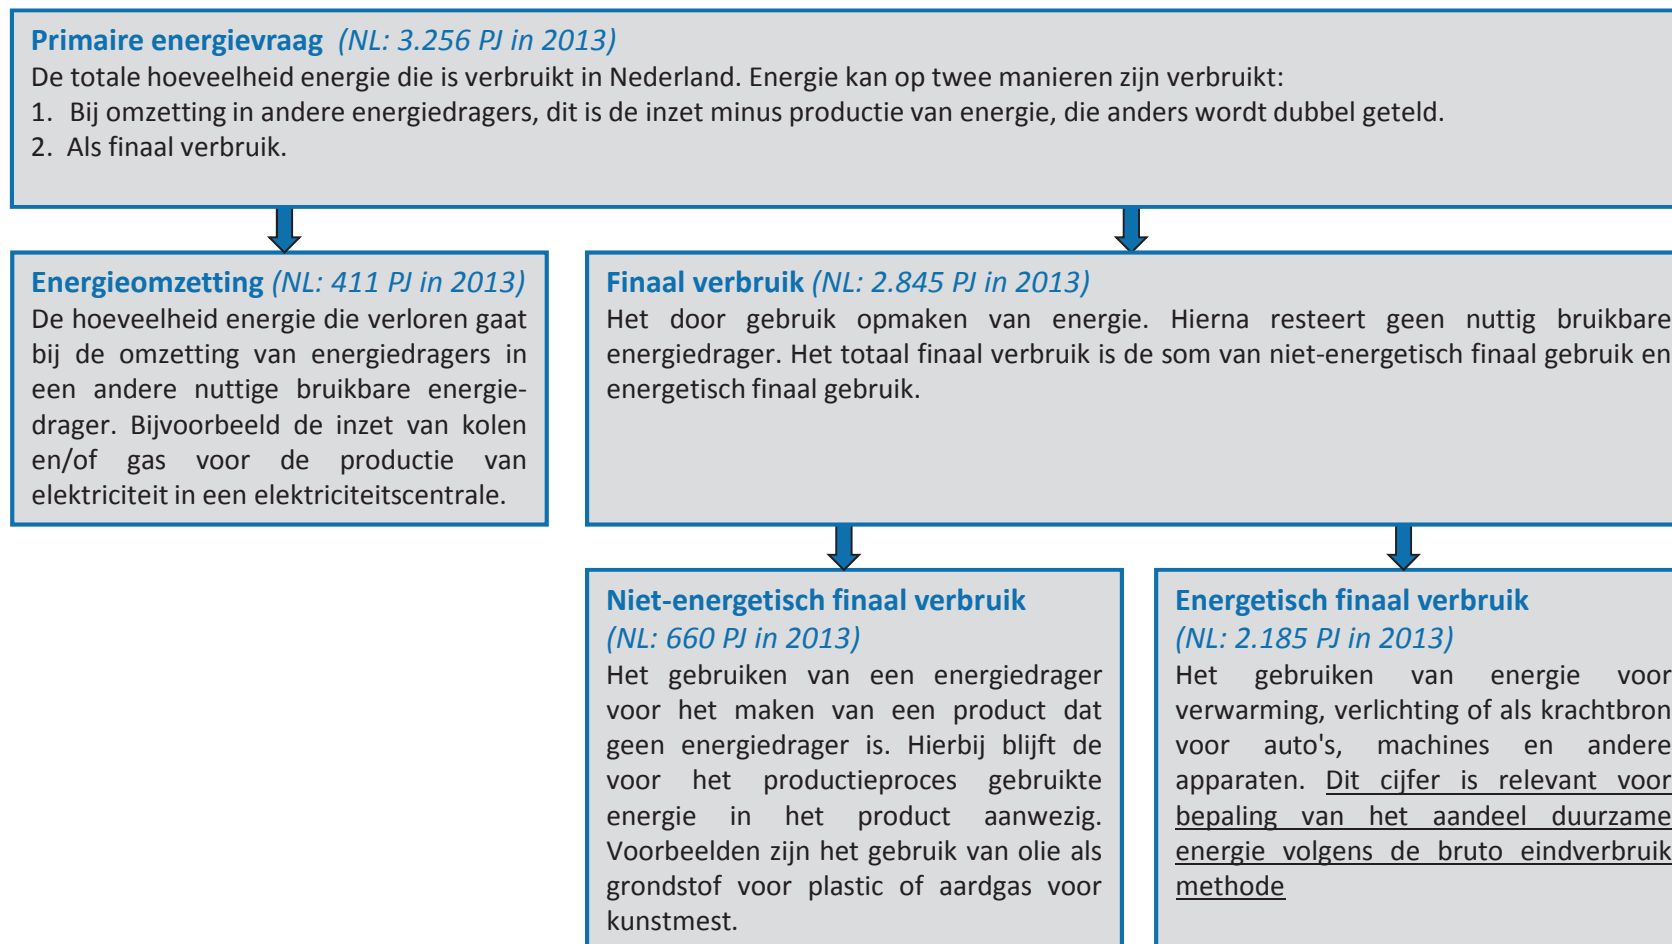 Primaire energievraag (NL: 3.256 PJ in 2013)
De totale hoeveelheid energie die is verbruikt in Nederland. Energie kan op twee manieren zijn verbruikt:
1. Bij omzetting in andere energiedragers, dit is de inzet minus productie van energie, die anders wordt dubbel geteld.
2. Als finaal verbruik.
Energieomzetting (NL: 411 PJ in 2013)
De hoeveelheid energie die verloren gaat
bij de omzetting van energiedragers in
een andere nuttige bruikbare energie-
drager. Bijvoorbeeld de inzet van kolen
en/of gas voor de productie van
elektriciteit in een elektriciteitscentrale.
Finaal verbruik (NL: 2.845 PJ in 2013)
Het door gebruik opmaken van energie. Hierna resteert geen nuttig bruikbare
energiedrager. Het totaal finaal verbruik is de som van niet-energetisch finaal gebruik en
energetisch finaal gebruik.
Niet-energetisch finaal verbruik
(NL: 660 PJ in 2013)
Het gebruiken van een energiedrager
voor het maken van een product dat
geen energiedrager is. Hierbij blijft de
voor het productieproces gebruikte
energie in het product aanwezig.
Voorbeelden zijn het gebruik van olie als
grondstof voor plastic of aardgas voor
kunstmest.
Energetisch finaal verbruik
(NL: 2.185 PJ in 2013)
Het gebruiken van energie voor
verwarming, verlichting of als krachtbron
voor auto's, machines en andere
apparaten. Dit cijfer is relevant voor
bepaling van het aandeel duurzame
energie volgens de bruto eindverbruik
methode